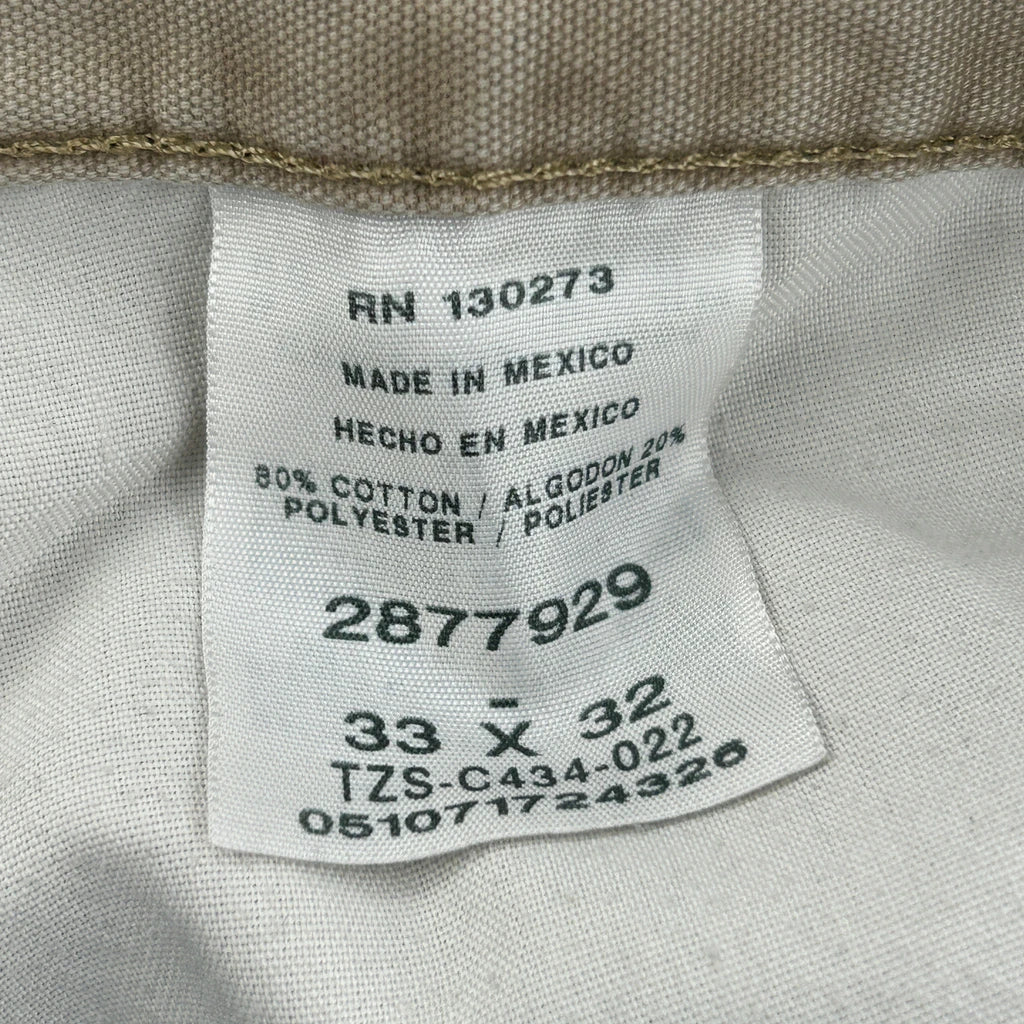 RN 130273
MADE IN MEXICO
HECHO EN MEXICO
80% COTTON / ALGODON 20%
POLYESTER / POLIESTER
2877929
-
33 X 32
TZS-C434-022
051071724326